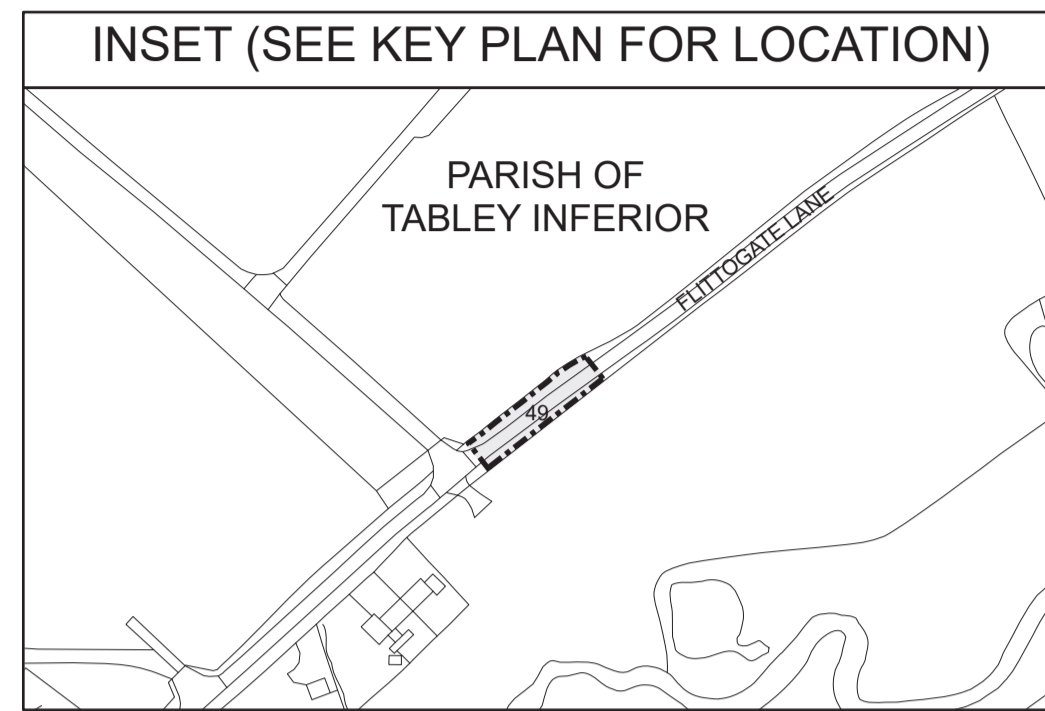 INSET (SEE KEY PLAN FOR LOCATION)
PARISH OF
TABLEY INFERIOR
FLITTOGATE LANE
49